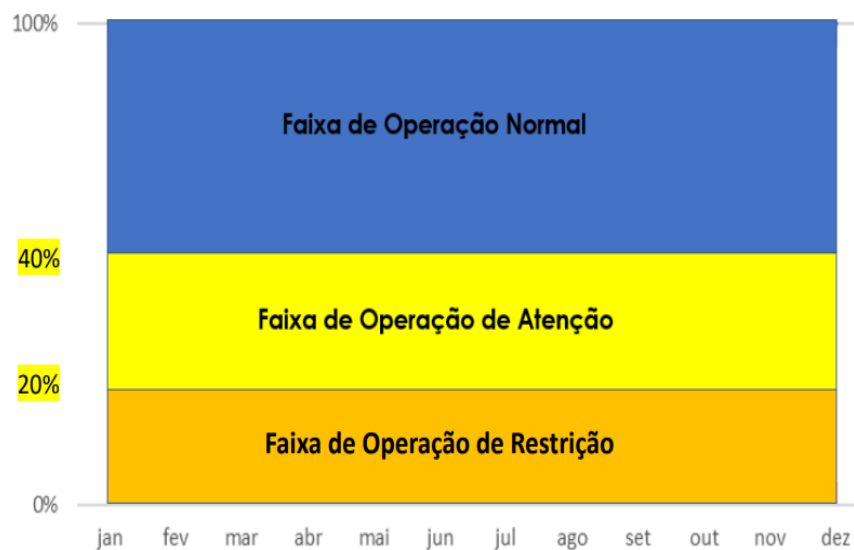 100%
Faixa de Operação Normal
40%
Faixa de Operação de Atenção
20%
Faixa de Operação de Restrição
0%
jan fev mar abr mai jun jul ago set out nov dez